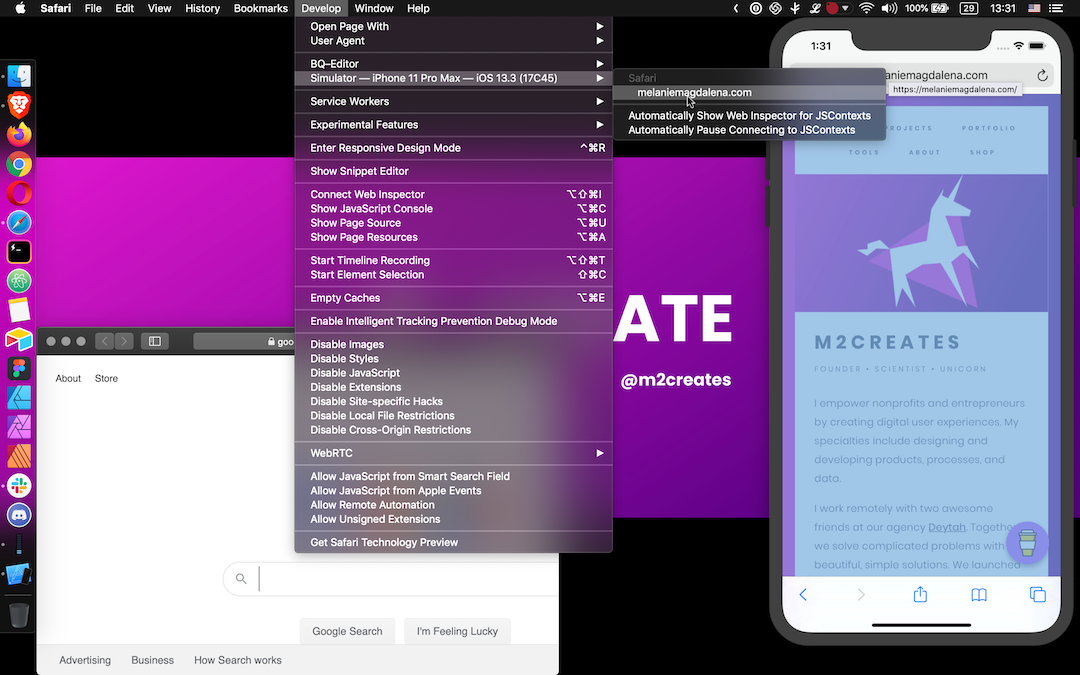 Safari File Edit View History Bookmarks Develop Window Help
100% 29 13:31
Open Page With
User Agent
BQ–Editor
Simulator — iPhone 11 Pro Max — iOS 13.3 (17C45)
Service Workers
Experimental Features
Enter Responsive Design Mode ⌃⌘R
Show Snippet Editor
Connect Web Inspector ⌥⇧⌘I
Show JavaScript Console ⌥⌘C
Show Page Source ⌥⌘U
Show Page Resources ⌥⌘A
Start Timeline Recording ⌥⇧⌘T
Start Element Selection ⇧⌘C
Empty Caches ⌥⌘E
Enable Intelligent Tracking Prevention Debug Mode
Disable Images
Disable Styles
Disable JavaScript
Disable Extensions
Disable Site-specific Hacks
Disable Local File Restrictions
Disable Cross-Origin Restrictions
WebRTC
Allow JavaScript from Smart Search Field
Allow JavaScript from Apple Events
Allow Remote Automation
Allow Unsigned Extensions
Get Safari Technology Preview
Safari
melaniemagdalena.com
Automatically Show Web Inspector for JSContexts
Automatically Pause Connecting to JSContexts
ATE
@m2creates
goo
About Store
Google Search I'm Feeling Lucky
Advertising Business How Search works
1:31
aniemagdalena.com
https://melaniemagdalena.com/
PROJECTS PORTFOLIO
TOOLS ABOUT SHOP
M2CREATES
FOUNDER • SCIENTIST • UNICORN
I empower nonprofits and entrepreneurs
by creating digital user experiences. My
specialties include designing and
developing products, processes, and
data.
I work remotely with two awesome
friends at our agency Deytah. Together
we solve complicated problems with
beautiful, simple solutions. We launched